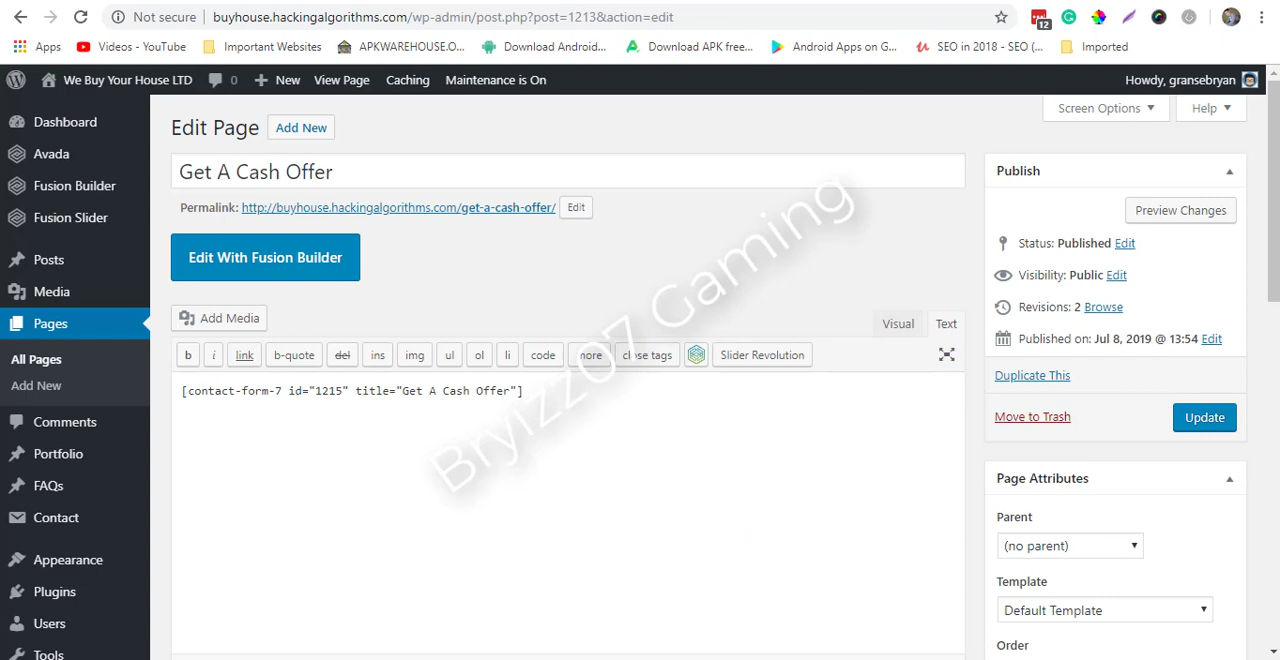 Not secure | buyhouse.hackingalgorithms.com/wp-admin/post.php?post=1213&action=edit
12
Apps Videos - YouTube Important Websites APKWAREHOUSE.O... Download Android... Download APK free... Android Apps on G... SEO in 2018 - SEO (... Imported
We Buy Your House LTD 0 New View Page Caching Maintenance is On Howdy, gransebryan
Screen Options Help
Dashboard
Avada
Fusion Builder
Fusion Slider
Posts
Media
Pages
All Pages
Add New
Comments
Portfolio
FAQs
Contact
Appearance
Plugins
Users
Tools
Edit Page Add New
Get A Cash Offer
Permalink: http://buyhouse.hackingalgorithms.com/get-a-cash-offer/ Edit
Edit With Fusion Builder
Add Media
Visual Text
b i link b-quote del ins img ul ol li code more close tags Slider Revolution
[contact-form-7 id="1215" title="Get A Cash Offer"]
Brylzz07 Gaming
Publish
Preview Changes
Status: Published Edit
Visibility: Public Edit
Revisions: 2 Browse
Published on: Jul 8, 2019 @ 13:54 Edit
Duplicate This
Move to Trash Update
Page Attributes
Parent
(no parent)
Template
Default Template
Order